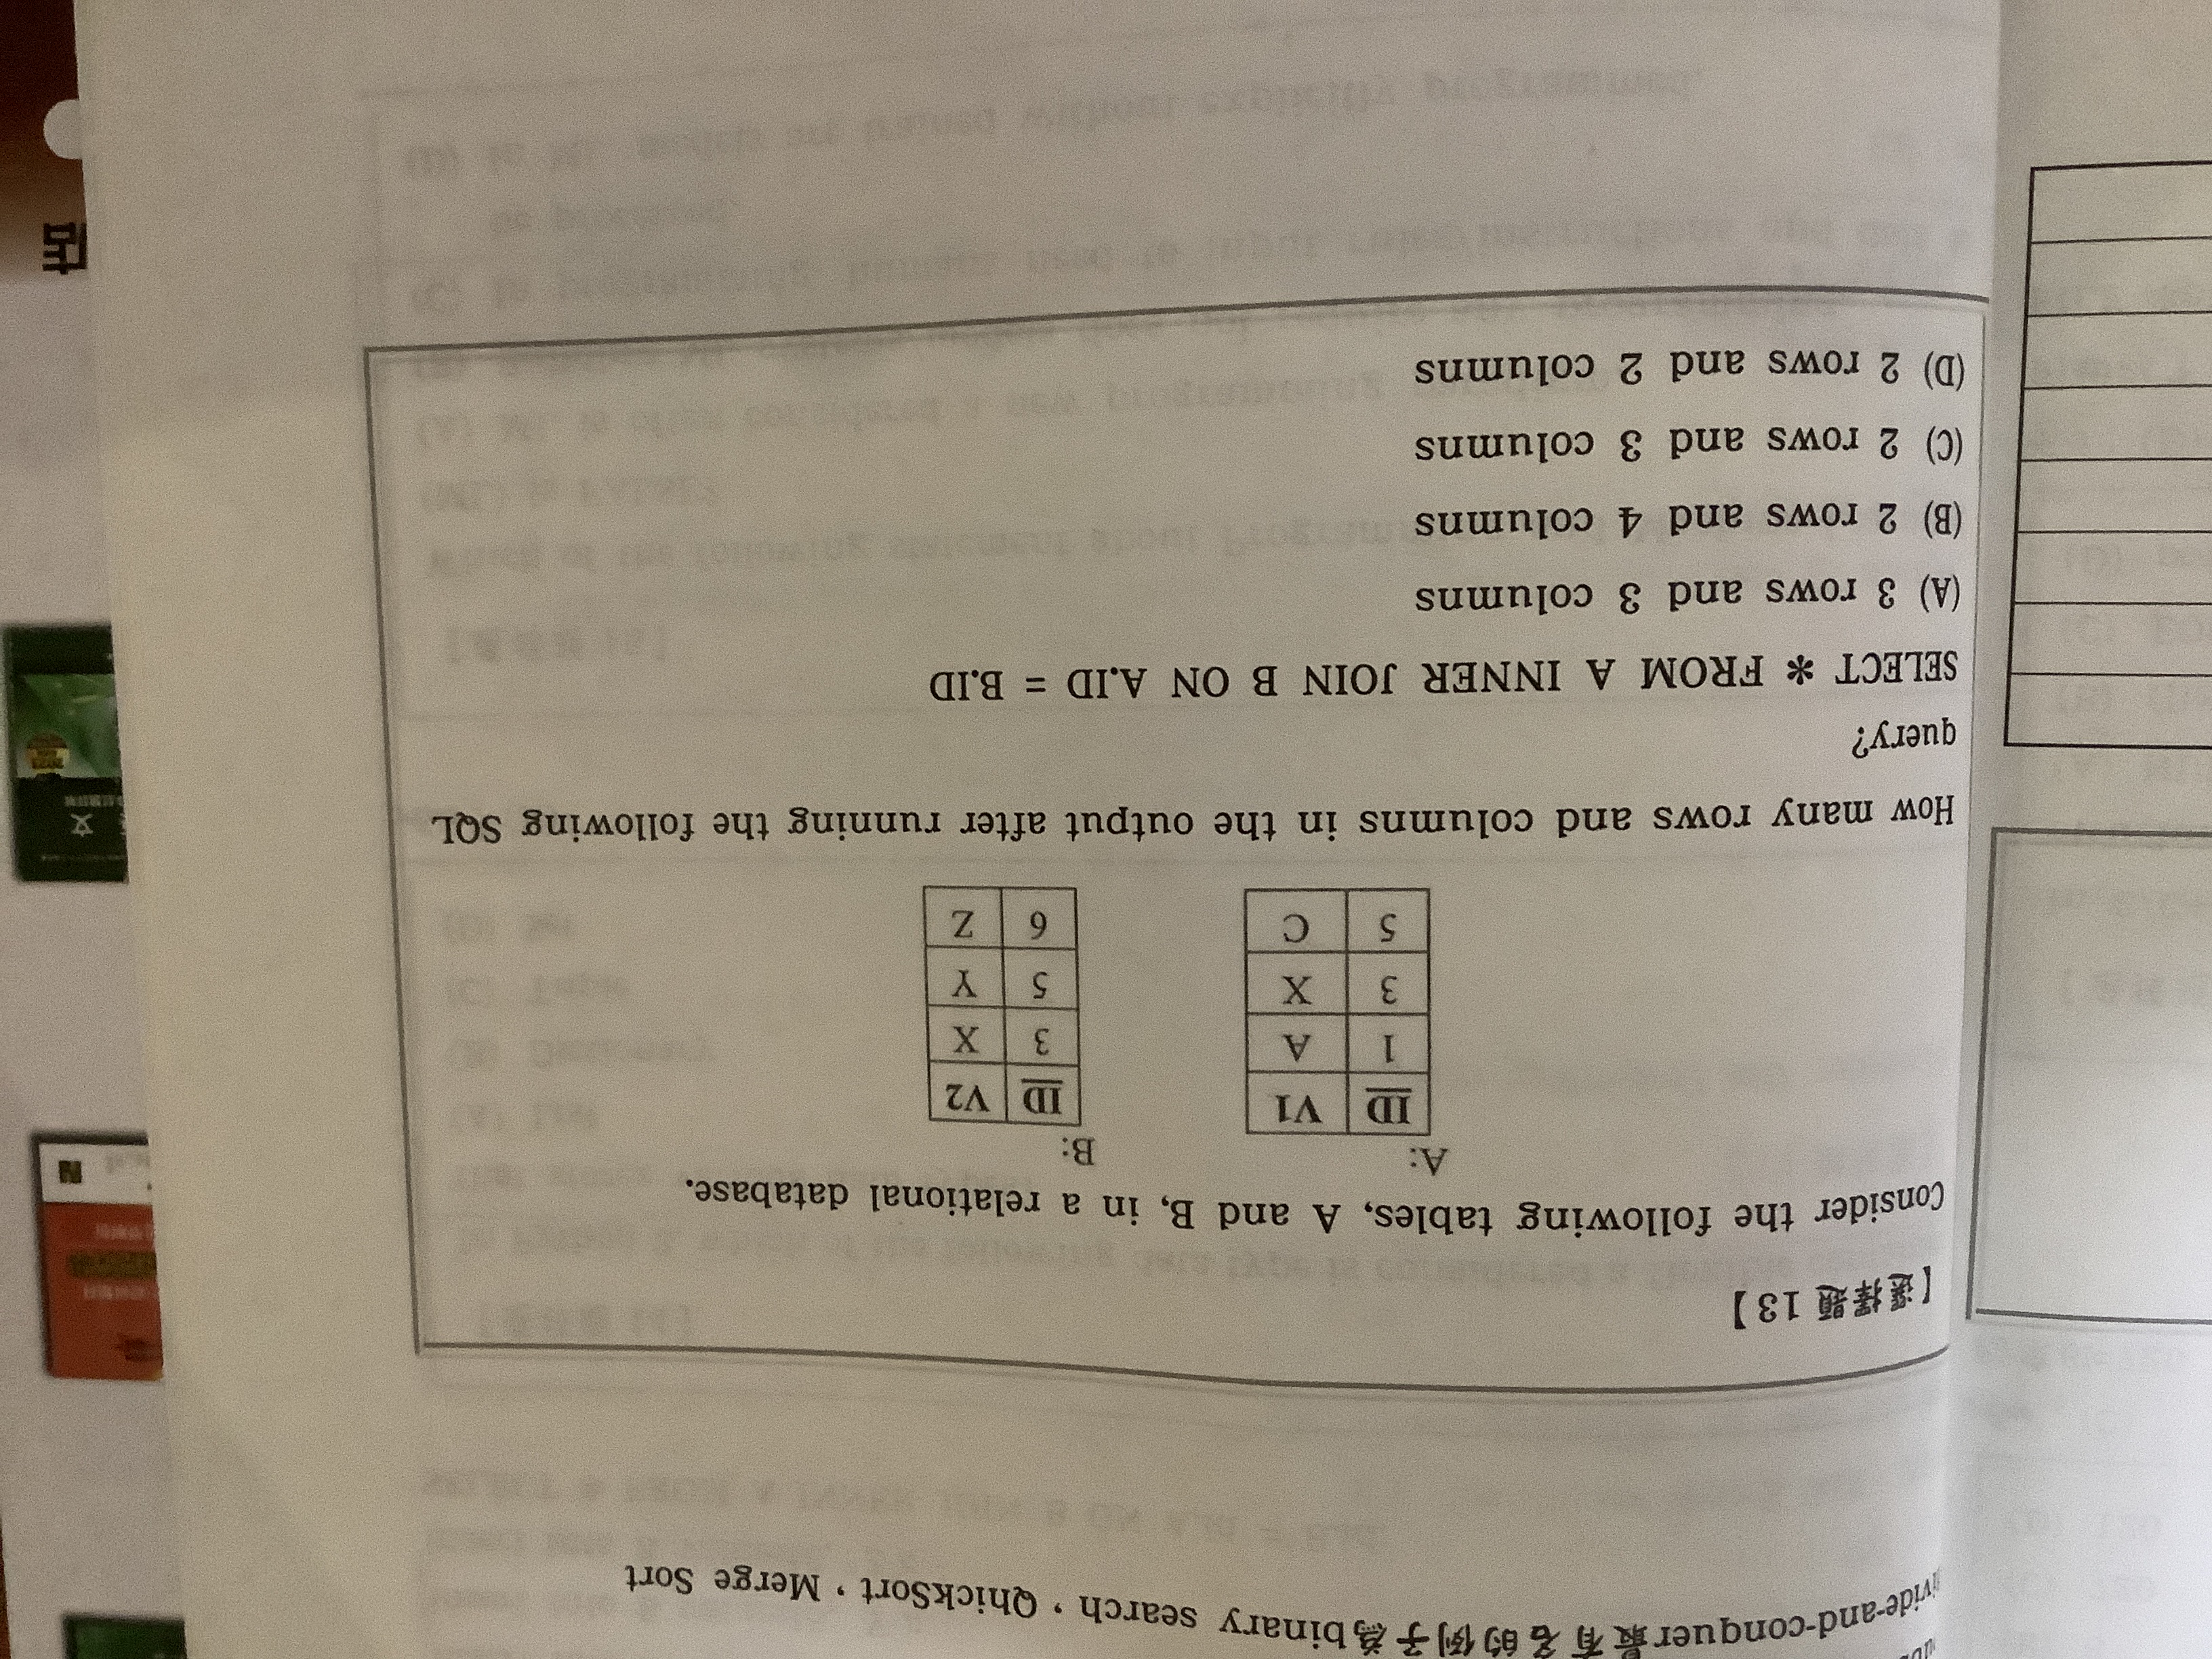 divide-and-conquer最有名的例子為binary search，QhickSort，Merge Sort
【選擇題 13】
Consider the following tables, A and B, in a relational database.
A: B:
ID V1 ID V2
1 A 3 X
3 X 5 Y
5 C 6 Z
How many rows and columns in the output after running the following SQL
query?
SELECT * FROM A INNER JOIN B ON A.ID = B.ID
(A) 3 rows and 3 columns
(B) 2 rows and 4 columns
(C) 2 rows and 3 columns
(D) 2 rows and 2 columns